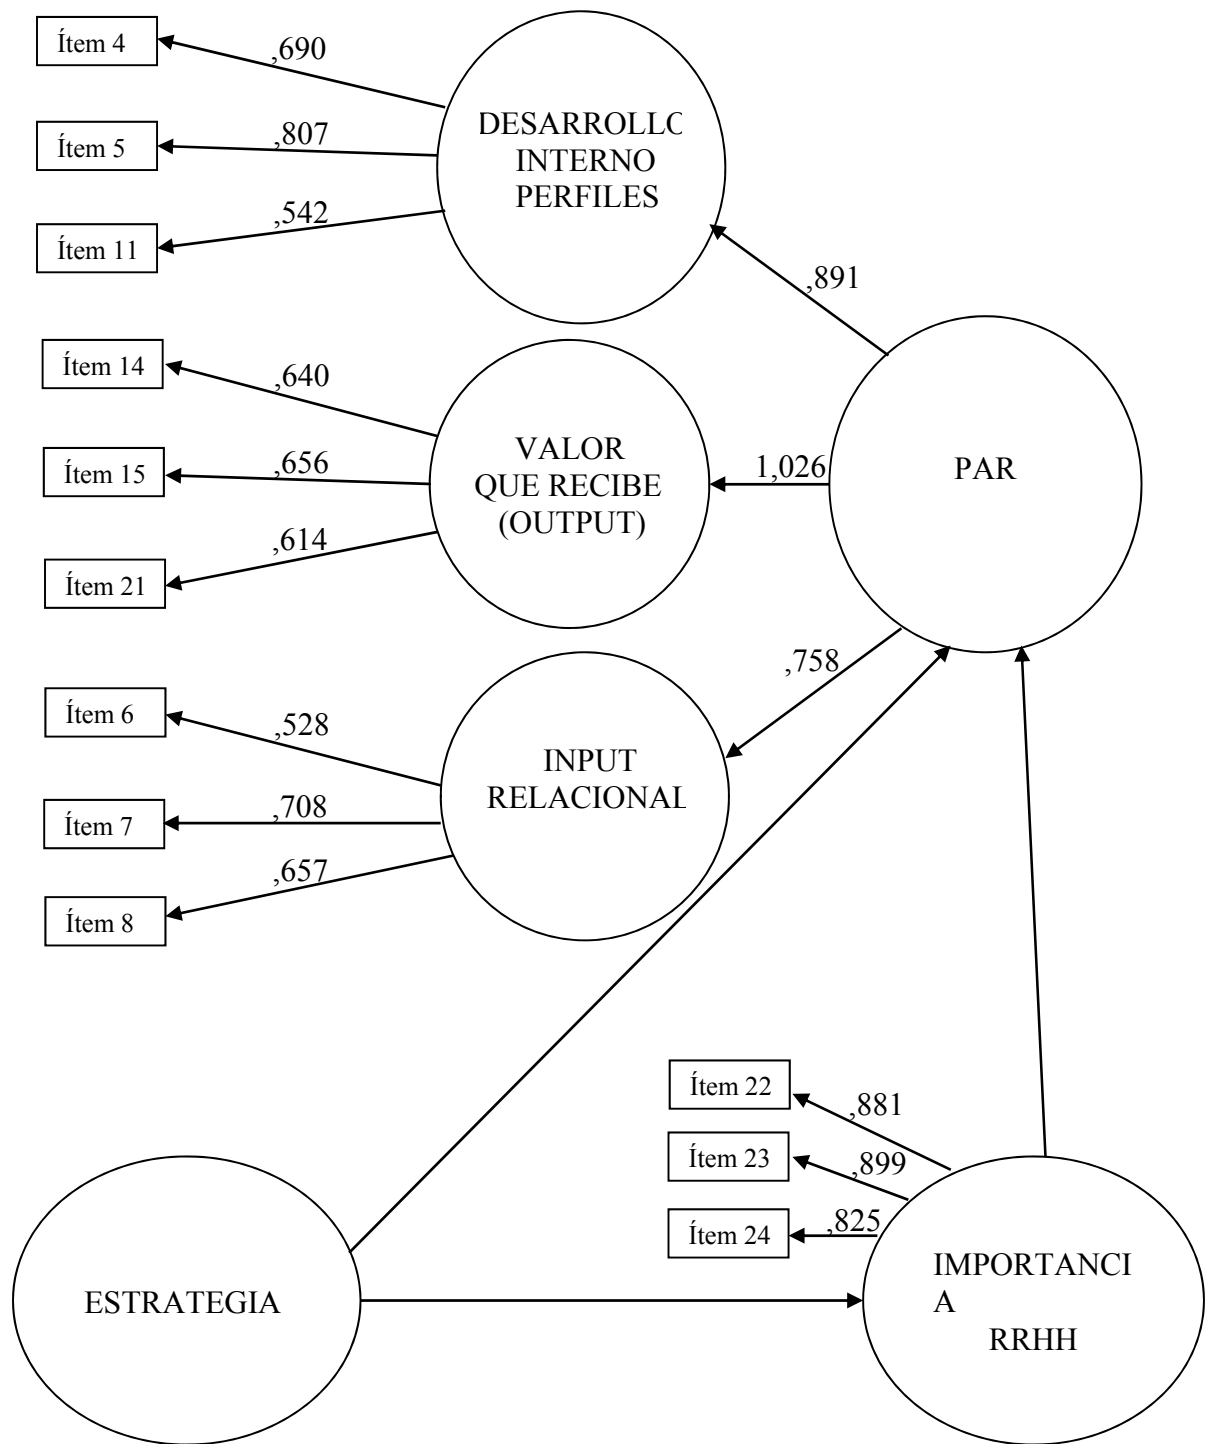 Ítem 4
,690
Ítem 5
,807
Ítem 11
,542
DESARROLLO
INTERNO
PERFILES
,891
Ítem 14
,640
Ítem 15
,656
Ítem 21
,614
VALOR
QUE RECIBE
(OUTPUT)
1,026
PAR
,758
Ítem 6
,528
Ítem 7
,708
Ítem 8
,657
INPUT
RELACIONAL
Ítem 22
,881
Ítem 23
,899
Ítem 24
,825
ESTRATEGIA
IMPORTANCI
A
RRHH